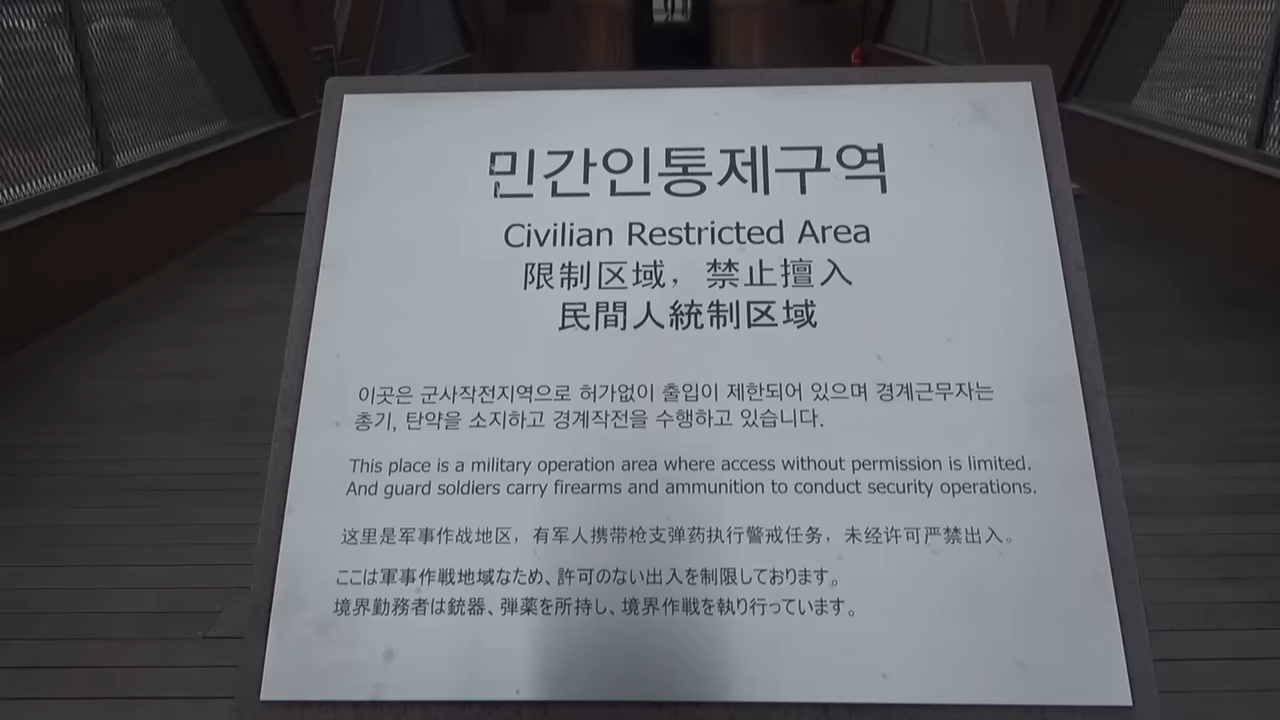 민간인통제구역
Civilian Restricted Area
限制区域，禁止擅入
民間人統制区域
이곳은 군사작전지역으로 허가없이 출입이 제한되어 있으며 경계근무자는
총기, 탄약을 소지하고 경계작전을 수행하고 있습니다.
This place is a military operation area where access without permission is limited.
And guard soldiers carry firearms and ammunition to conduct security operations.
这里是军事作战地区，有军人携带枪支弹药执行警戒任务，未经许可严禁出入。
ここは軍事作戦地域なため、許可のない出入を制限しております。
境界勤務者は銃器、弾薬を所持し、境界作戦を執り行っています。